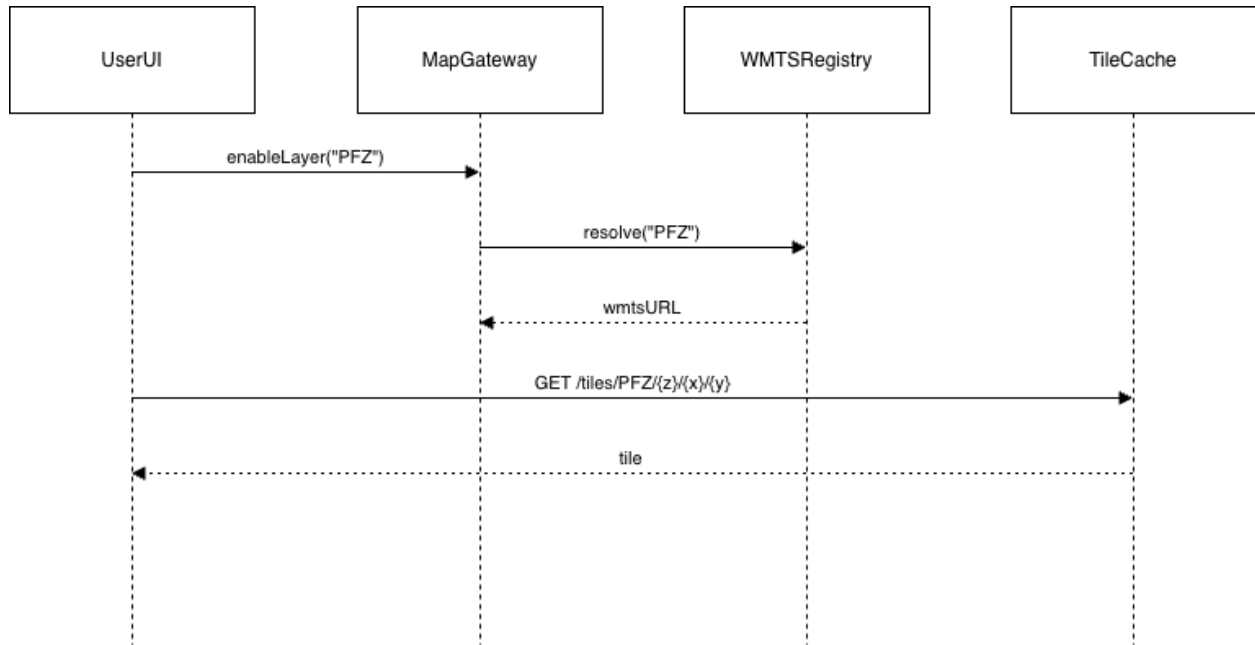 UserUI
MapGateway
WMTSRegistry
TileCache
enableLayer("PFZ")
resolve("PFZ")
wmtsURL
GET /tiles/PFZ/{z}/{x}/{y}
tile